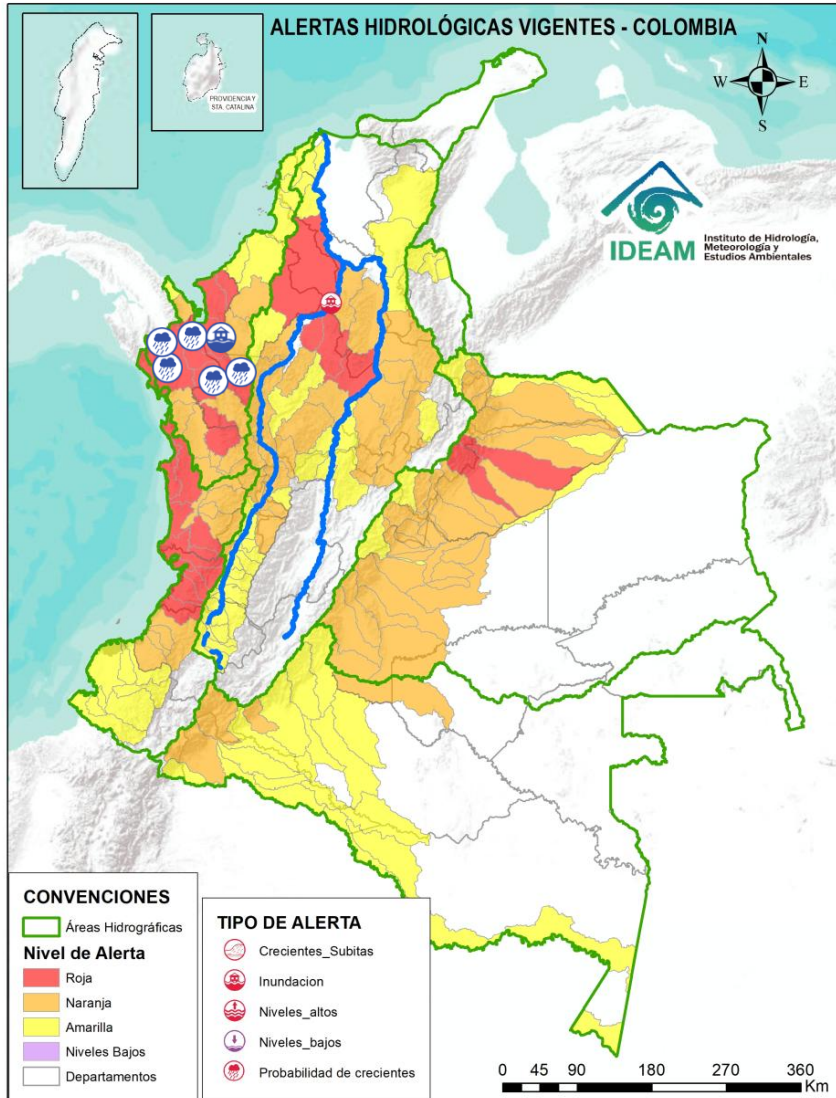 ALERTAS HIDROLÓGICAS VIGENTES - COLOMBIA
PROVIDENCIA Y
STA. CATALINA
N
W
E
S
IDEAM
Instituto de Hidrología,
Meteorología y
Estudios Ambientales
CONVENCIONES
Áreas Hidrográficas
Nivel de Alerta
Roja
Naranja
Amarilla
Niveles Bajos
Departamentos
TIPO DE ALERTA
Crecientes_Subitas
Inundacion
Niveles_altos
Niveles_bajos
Probabilidad de crecientes
0 45 90 180 270 360
Km